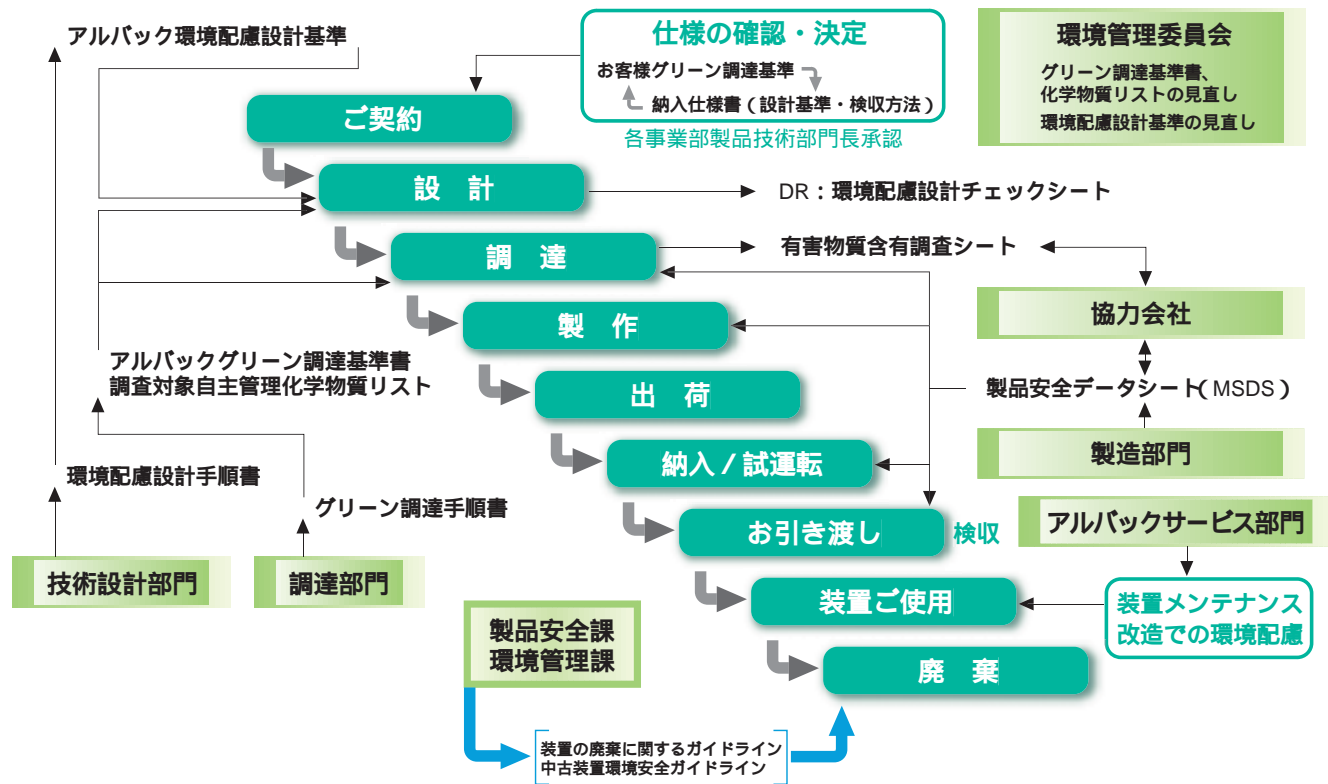 アルバック環境配慮設計基準
仕様の確認・決定
お客様グリーン調達基準
納入仕様書（設計基準・検収方法）
各事業部製品技術部門長承認
環境管理委員会
グリーン調達基準書、
化学物質リストの見直し
環境配慮設計基準の見直し
ご契約
設　計
DR：環境配慮設計チェックシート
調　達
有害物質含有調査シート
製　作
協力会社
アルバックグリーン調達基準書
調査対象自主管理化学物質リスト
出　荷
製品安全データシート（MSDS）
納入／試運転
製造部門
環境配慮設計手順書
グリーン調達手順書
お引き渡し
検収
アルバックサービス部門
技術設計部門
調達部門
装置ご使用
装置メンテナンス
改造での環境配慮
製品安全課
環境管理課
廃　棄
装置の廃棄に関するガイドライン
中古装置環境安全ガイドライン